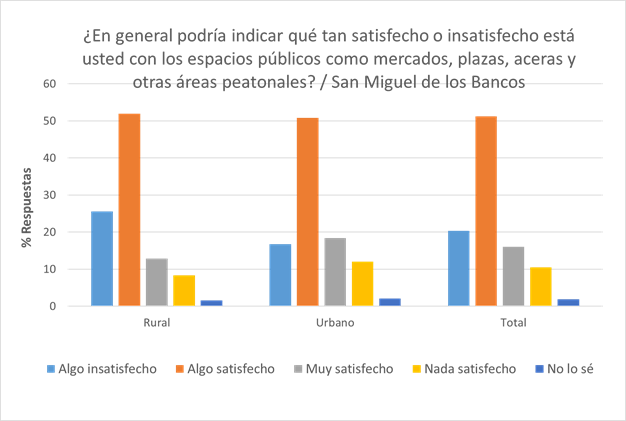 ¿En general podría indicar qué tan satisfecho o insatisfecho está
usted con los espacios públicos como mercados, plazas, aceras y
otras áreas peatonales? / San Miguel de los Bancos
60
50
40
30
20
10
0
% Respuestas
Rural Urbano Total
Algo insatisfecho Algo satisfecho Muy satisfecho Nada satisfecho No lo sé